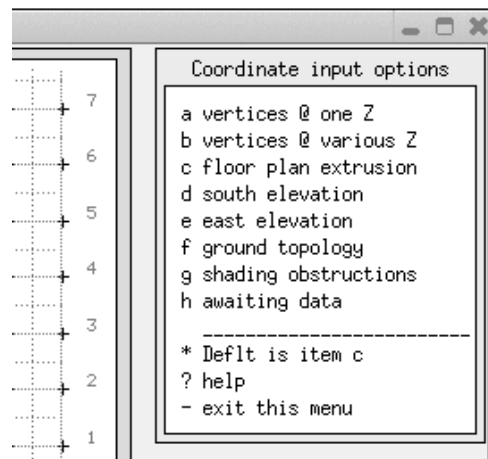 Coordinate input options
a vertices @ one Z
b vertices @ various Z
c floor plan extrusion
d south elevation
e east elevation
f ground topology
g shading obstructions
h awaiting data
* Deflt is item c
? help
- exit this menu
7
6
5
4
3
2
1